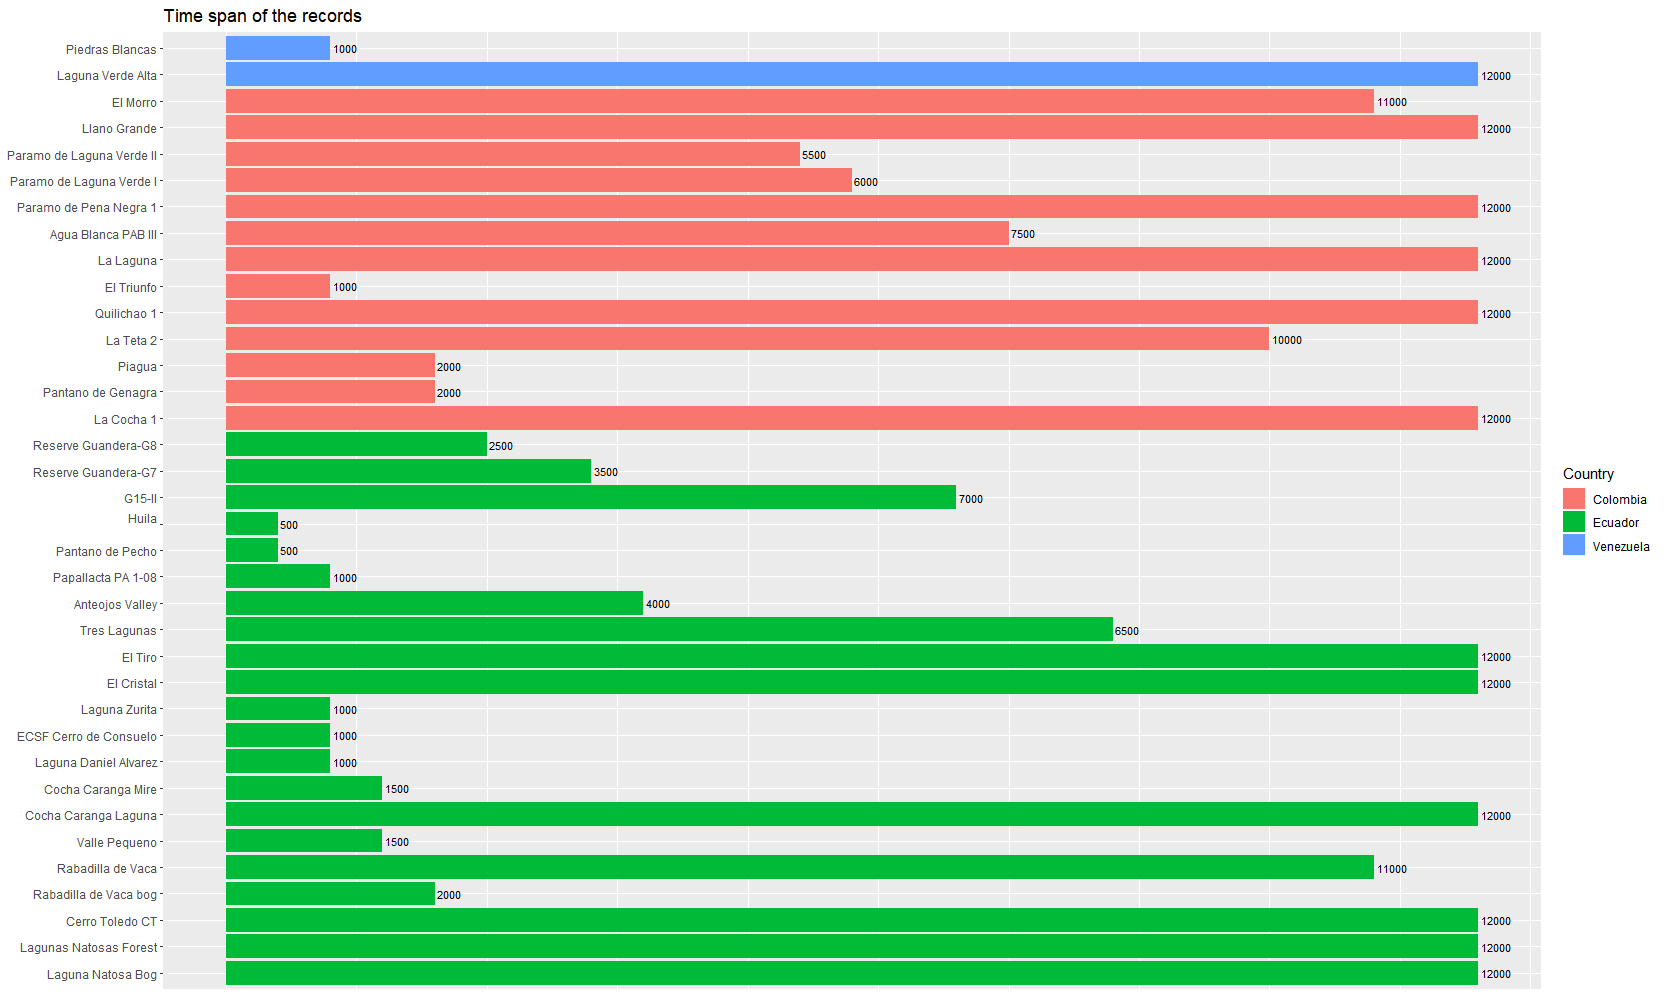 Time span of the records
Piedras Blancas 1000
Laguna Verde Alta 12000
El Morro 11000
Llano Grande 12000
Paramo de Laguna Verde II 5500
Paramo de Laguna Verde I 6000
Paramo de Pena Negra 1 12000
Agua Blanca PAB III 7500
La Laguna 12000
El Triunfo 1000
Quilichao 1 12000
La Teta 2 10000
Piagua 2000
Pantano de Genagra 2000
La Cocha 1 12000
Reserve Guandera-G8 2500
Reserve Guandera-G7 3500
G15-II 7000
Huila 500
Pantano de Pecho 500
Papallacta PA 1-08 1000
Anteojos Valley 4000
Tres Lagunas 6500
El Tiro 12000
El Cristal 12000
Laguna Zurita 1000
ECSF Cerro de Consuelo 1000
Laguna Daniel Alvarez 1000
Cocha Caranga Mire 1500
Cocha Caranga Laguna 12000
Valle Pequeno 1500
Rabadilla de Vaca 11000
Rabadilla de Vaca bog 2000
Cerro Toledo CT 12000
Lagunas Natosas Forest 12000
Laguna Natosa Bog 12000
Country
Colombia
Ecuador
Venezuela